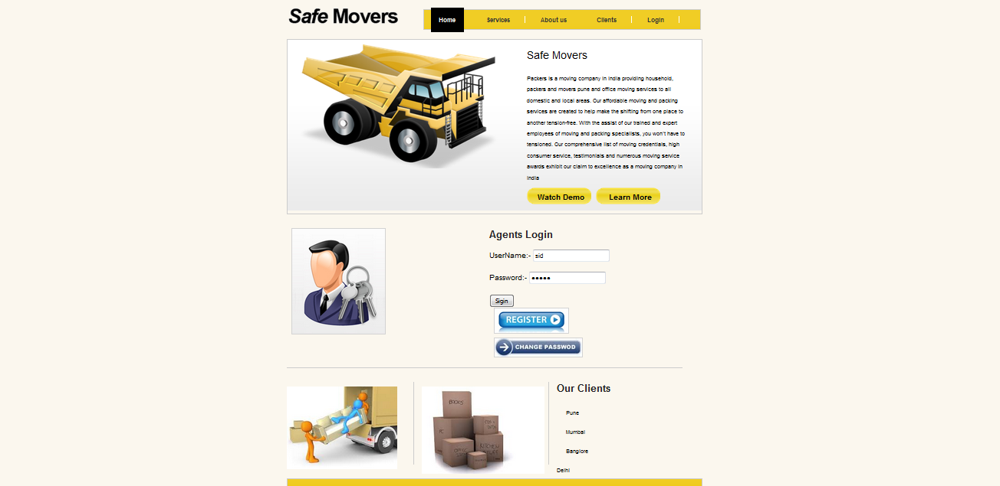 Safe Movers
Home Services About us Clients Login
Safe Movers
Packers is a moving company in India providing household,
packers and movers pune and office moving services to all
domestic and local areas. Our affordable moving and packing
services are created to help make the shifting from one place to
another tension-free. With the assist of our trained and expert
employees of moving and packing specialists, you won't have to
tensioned. Our comprehensive list of moving credentials, high
consumer service, testimonials and numerous moving service
awards exhibit our claim to excellence as a moving company in
India
Watch Demo Learn More
Agents Login
UserName:- sid
Password:- •••••
Sigin
REGISTER
CHANGE PASSWOD
BOOKS
Our Clients
Pune
Mumbai
Banglore
Delhi